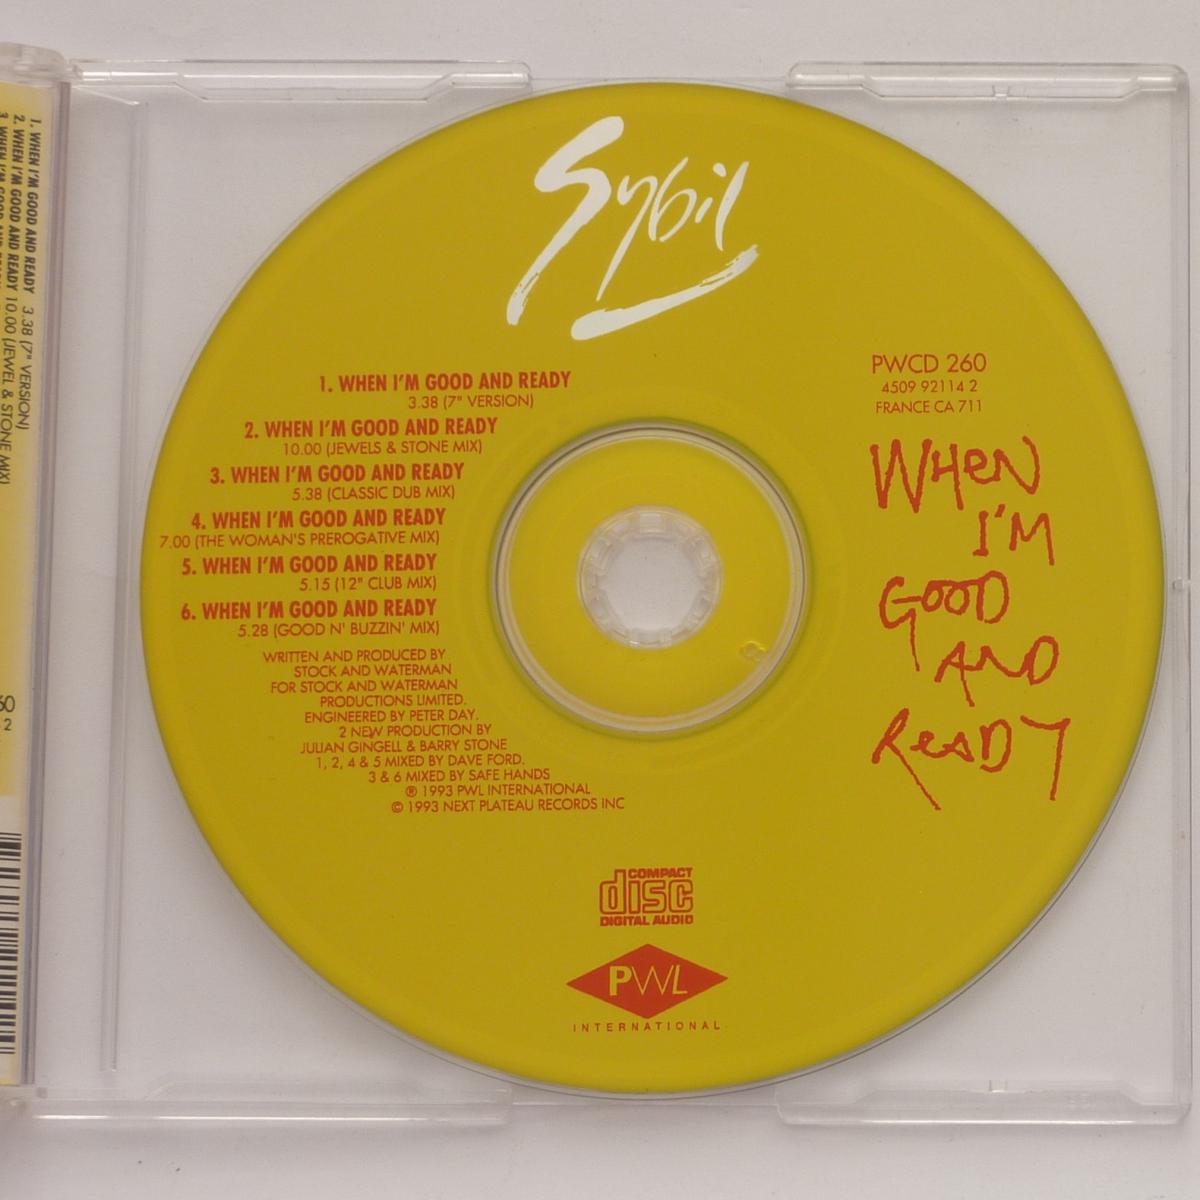 Sybil
1. WHEN I'M GOOD AND READY
3.38 (7" VERSION)
2. WHEN I'M GOOD AND READY
10.00 (JEWELS & STONE MIX)
3. WHEN I'M GOOD AND READY
5.38 (CLASSIC DUB MIX)
4. WHEN I'M GOOD AND READY
7.00 (THE WOMAN'S PREROGATIVE MIX)
5. WHEN I'M GOOD AND READY
5.15 (12" CLUB MIX)
6. WHEN I'M GOOD AND READY
5.28 (GOOD N' BUZZIN' MIX)
WRITTEN AND PRODUCED BY
STOCK AND WATERMAN
FOR STOCK AND WATERMAN
PRODUCTIONS LIMITED.
ENGINEERED BY PETER DAY.
2 NEW PRODUCTION BY
JULIAN GINGELL & BARRY STONE
1, 2, 4 & 5 MIXED BY DAVE FORD.
3 & 6 MIXED BY SAFE HANDS
℗ 1993 PWL INTERNATIONAL
© 1993 NEXT PLATEAU RECORDS INC
PWCD 260
4509 92114 2
FRANCE CA 711
WHEN
I'M
GOOD
AND
READY
COMPACT
disc
DIGITAL AUDIO
PWL
INTERNATIONAL
1. WHEN I'M GOOD AND READY 3.38 (7" VERSION)
2. WHEN I'M GOOD AND READY 10.00 (JEWEL & STONE MIX)
3. WHEN I'M GOOD AND READY
60
2